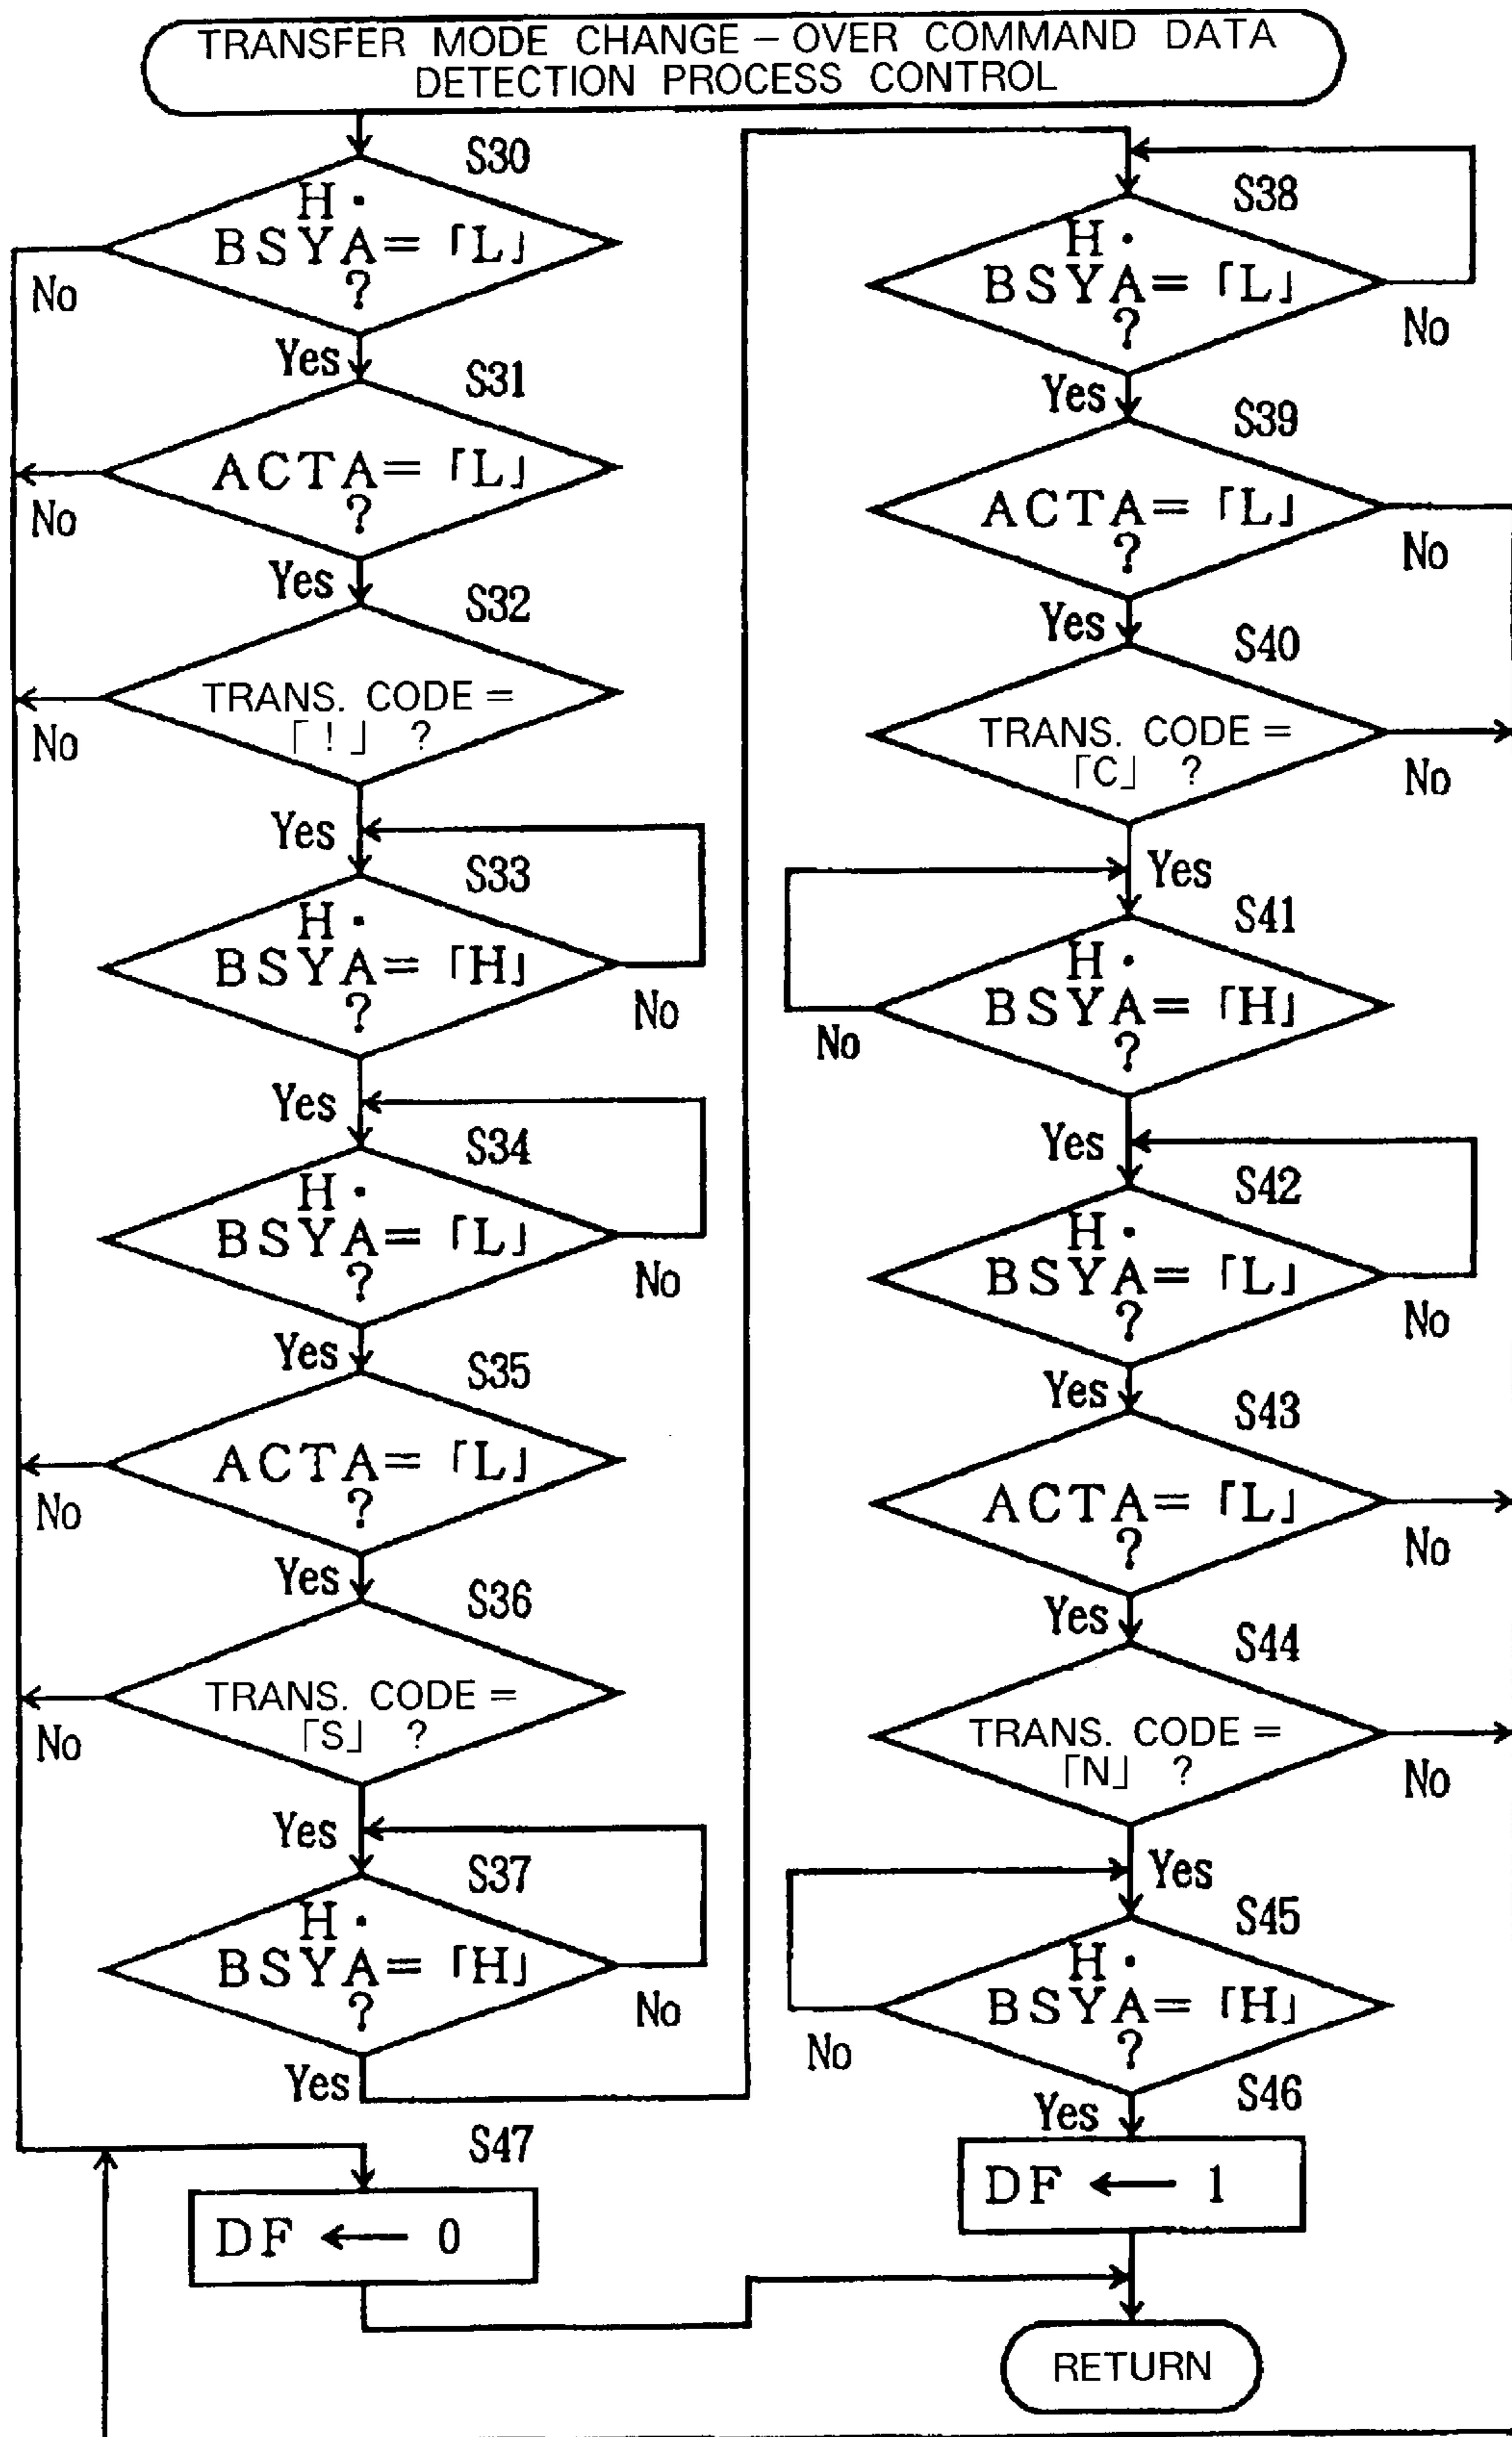 TRANSFER MODE CHANGE – OVER COMMAND DATA
DETECTION PROCESS CONTROL
S30
H・
BSYA=「L」
?
No
Yes
S31
ACTA=「L」
?
No
Yes
S32
TRANS. CODE =
「!」 ?
No
Yes
S33
H・
BSYA=「H」
?
No
Yes
S34
H・
BSYA=「L」
?
No
Yes
S35
ACTA=「L」
?
No
Yes
S36
TRANS. CODE =
「S」 ?
No
Yes
S37
H・
BSYA=「H」
?
No
Yes
S47
DF ← 0
S38
H・
BSYA=「L」
?
No
Yes
S39
ACTA=「L」
?
No
Yes
S40
TRANS. CODE =
「C」 ?
No
Yes
S41
H・
BSYA=「H」
?
No
Yes
S42
H・
BSYA=「L」
?
No
Yes
S43
ACTA=「L」
?
No
Yes
S44
TRANS. CODE =
「N」 ?
No
Yes
S45
H・
BSYA=「H」
?
No
Yes
S46
DF ← 1
RETURN